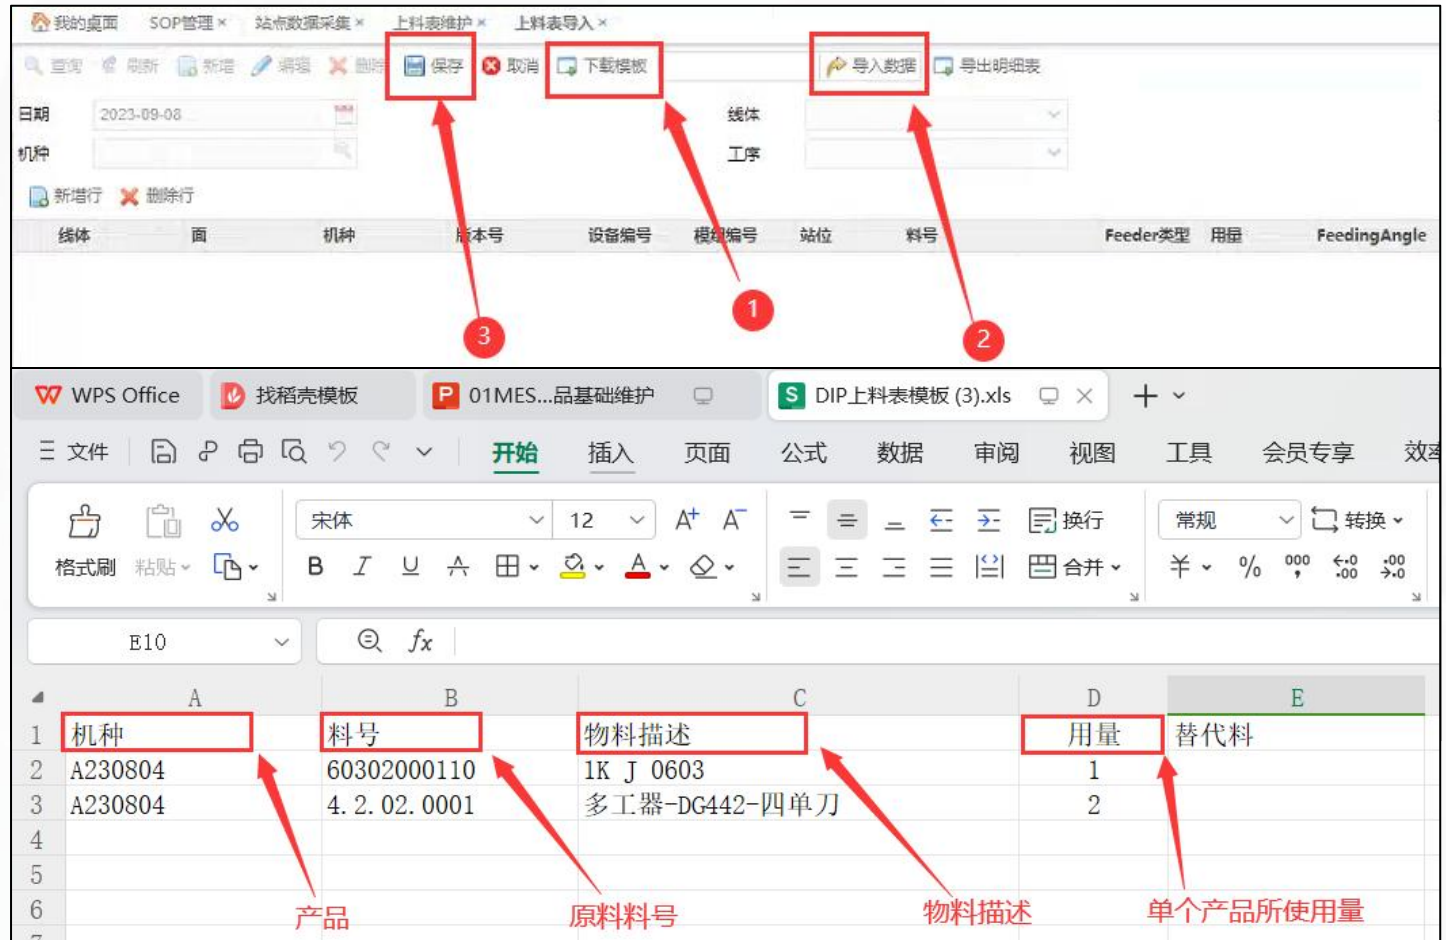 我的桌面 SOP管理 × 站点数据采集 × 上料表维护 × 上料表导入 ×
查询 刷新 新增 编辑 删除 保存 取消 下载模板 导入数据 导出明细表
日期 2023-09-08 线体
机种 工序
新增行 删除行
线体 面 机种 版本号 设备编号 模组编号 站位 料号 Feeder类型 用量 FeedingAngle
1
3 2
WPS Office 找稻壳模板 P 01MES...品基础维护 S DIP上料表模板 (3).xls
三 文件 开始 插入 页面 公式 数据 审阅 视图 工具 会员专享 效率
宋体 12 A+ A- 换行 常规 转换
格式刷 粘贴 B I U A A 合并 ¥ % 000 ←.0 .00 .00 →.0
E10 fx
A B C D E
1 机种 料号 物料描述 用量 替代料
2 A230804 60302000110 1K J 0603 1
3 A230804 4.2.02.0001 多工器-DG442-四单刀 2
4
5
6
产品 原料料号 物料描述 单个产品所使用量